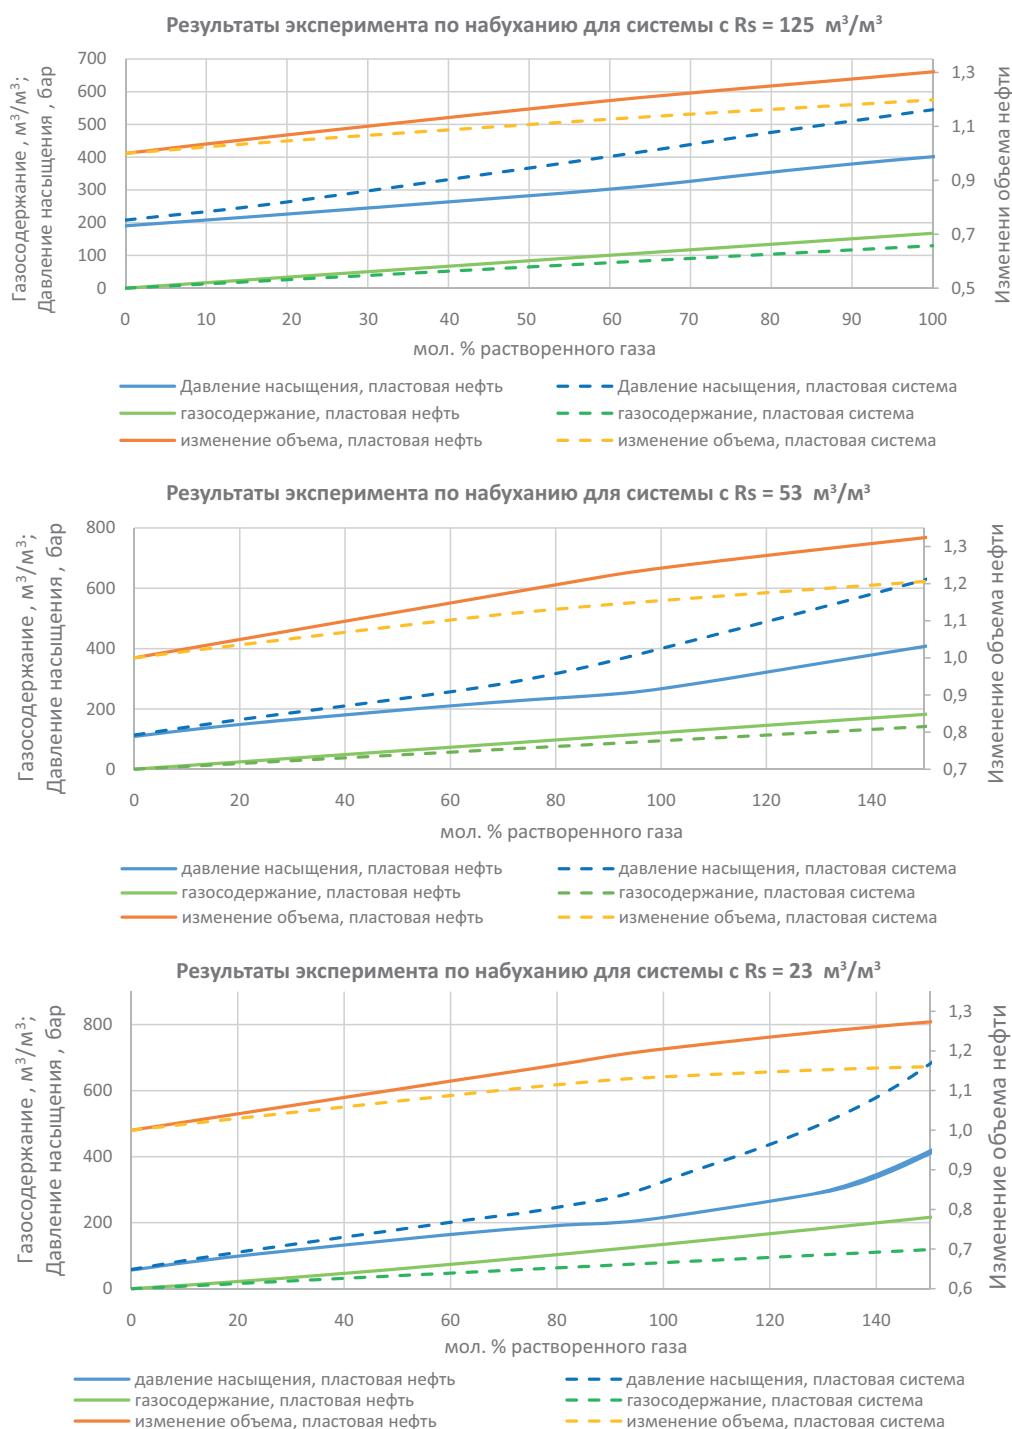 Результаты эксперимента по набуханию для системы с Rs = 125 м³/м³
Газосодержание , м³/м³;
Давление насыщения , бар
700
600
500
400
300
200
100
0
1,3
1,1
0,9
0,7
0,5
Изменени объема нефти
0 10 20 30 40 50 60 70 80 90 100
мол. % растворенного газа
Давление насыщения, пластовая нефть
Давление насыщения, пластовая система
газосодержание, пластовая нефть
газосодержание, пластовая система
изменение объема, пластовая нефть
изменение объема, пластовая система
Результаты эксперимента по набуханию для системы с Rs = 53 м³/м³
Газосодержание , м³/м³:
Давление насыщения , бар
800
600
400
200
0
1,3
1,2
1,1
1,0
0,9
0,8
0,7
Изменение объема нефти
0 20 40 60 80 100 120 140
мол. % растворенного газа
давление насыщения, пластовая нефть
давление насыщения, пластовая система
газосодержание, пластовая нефть
газосодержание, пластовая система
изменение объема, пластовая нефть
изменение объема, пластовая система
Результаты эксперимента по набуханию для системы с Rs = 23 м³/м³
Газосодержание , м³/м³:
Давление насыщения , бар
800
600
400
200
0
1,3
1,2
1,1
1,0
0,9
0,8
0,7
0,6
Изменение объема нефти
0 20 40 60 80 100 120 140
мол. % растворенного газа
давление насыщения, пластовая нефть
давление насыщения, пластовая система
газосодержание, пластовая нефть
газосодержание, пластовая система
изменение объема, пластовая нефть
изменение объема, пластовая система